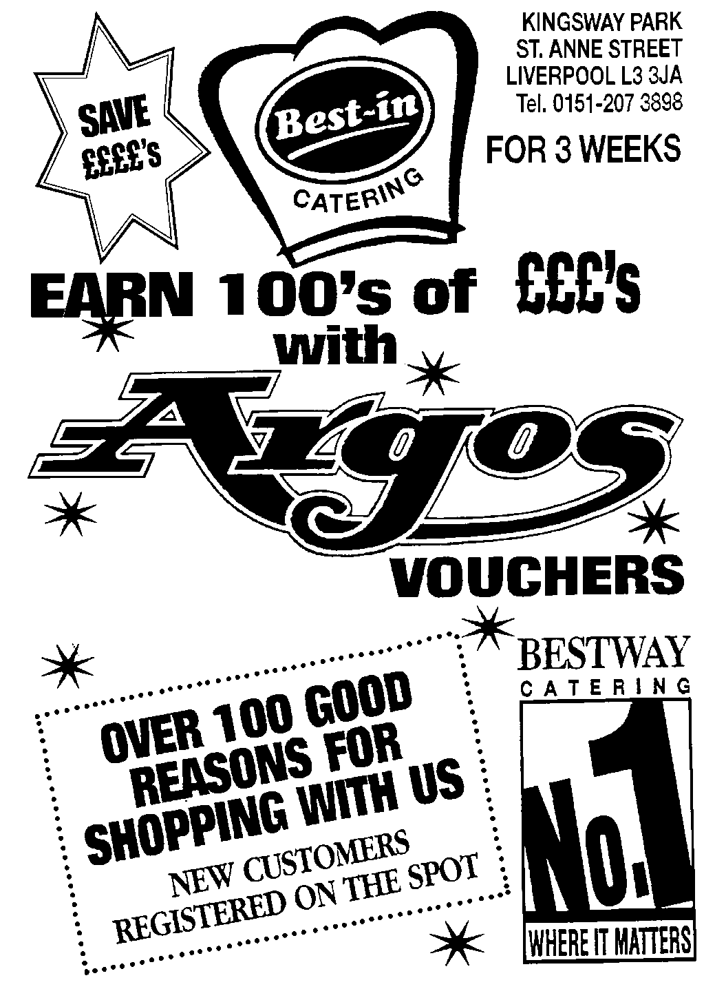 KINGSWAY PARK
ST. ANNE STREET
LIVERPOOL L3 3JA
Tel. 0151-207 3898
FOR 3 WEEKS
SAVE
££££'s
Best-in
CATERING
EARN 100's of £££'s
with
Argos
VOUCHERS
OVER 100 GOOD
REASONS FOR
SHOPPING WITH US
NEW CUSTOMERS
REGISTERED ON THE SPOT
BESTWAY
CATERING
No.1
WHERE IT MATTERS